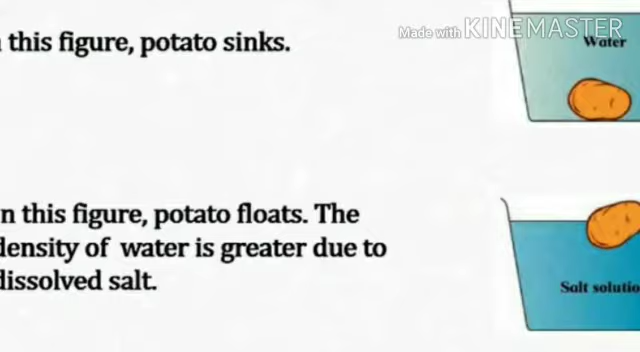 this figure, potato sinks.
Made with KINEMASTER
Water
n this figure, potato floats. The
density of water is greater due to
dissolved salt.
Salt solutio